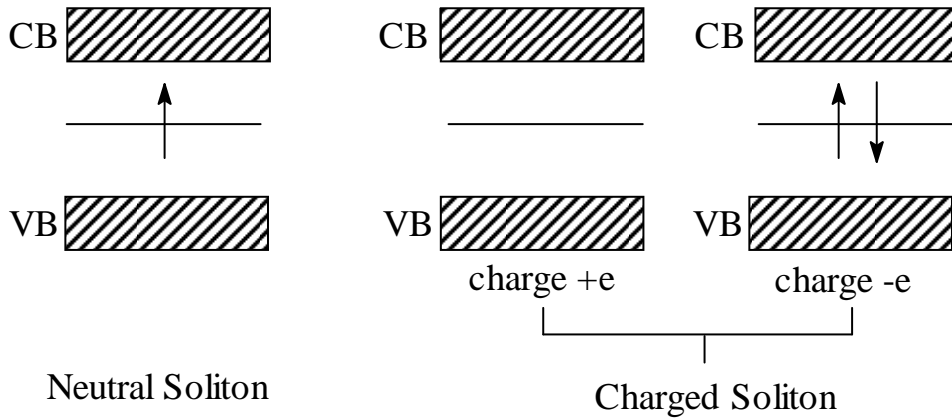 CB CB CB
VB VB VB
charge +e charge -e
Neutral Soliton Charged Soliton